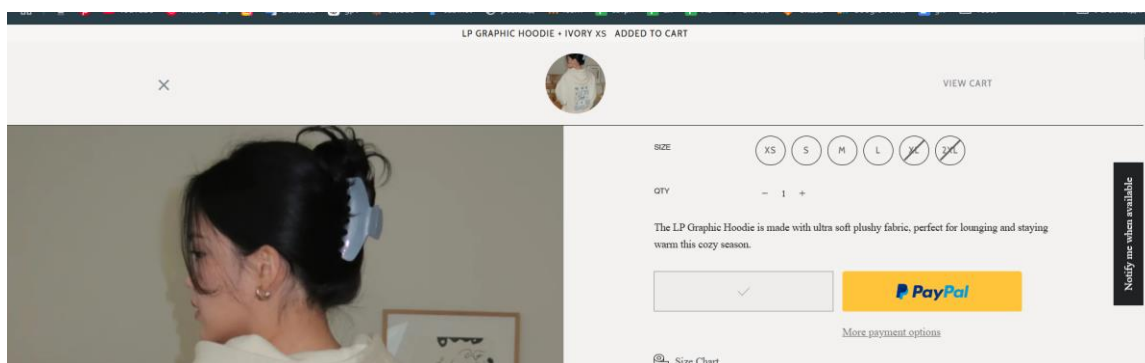 LP GRAPHIC HOODIE + IVORY XS ADDED TO CART
VIEW CART
SIZE
XS S M L XL 2XL
QTY
− 1 +
The LP Graphic Hoodie is made with ultra soft plushy fabric, perfect for lounging and staying
warm this cozy season.
PayPal
More payment options
Size Chart
Notify me when available